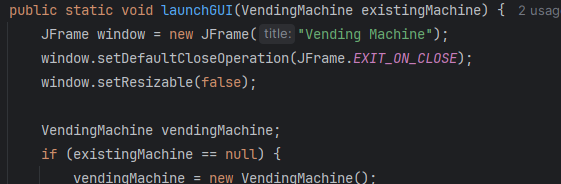 public static void launchGUI(VendingMachine existingMachine) { 2 usag
JFrame window = new JFrame( title: "Vending Machine");
window.setDefaultCloseOperation(JFrame.EXIT_ON_CLOSE);
window.setResizable(false);
VendingMachine vendingMachine;
if (existingMachine == null) {
vendingMachine = new VendingMachine();